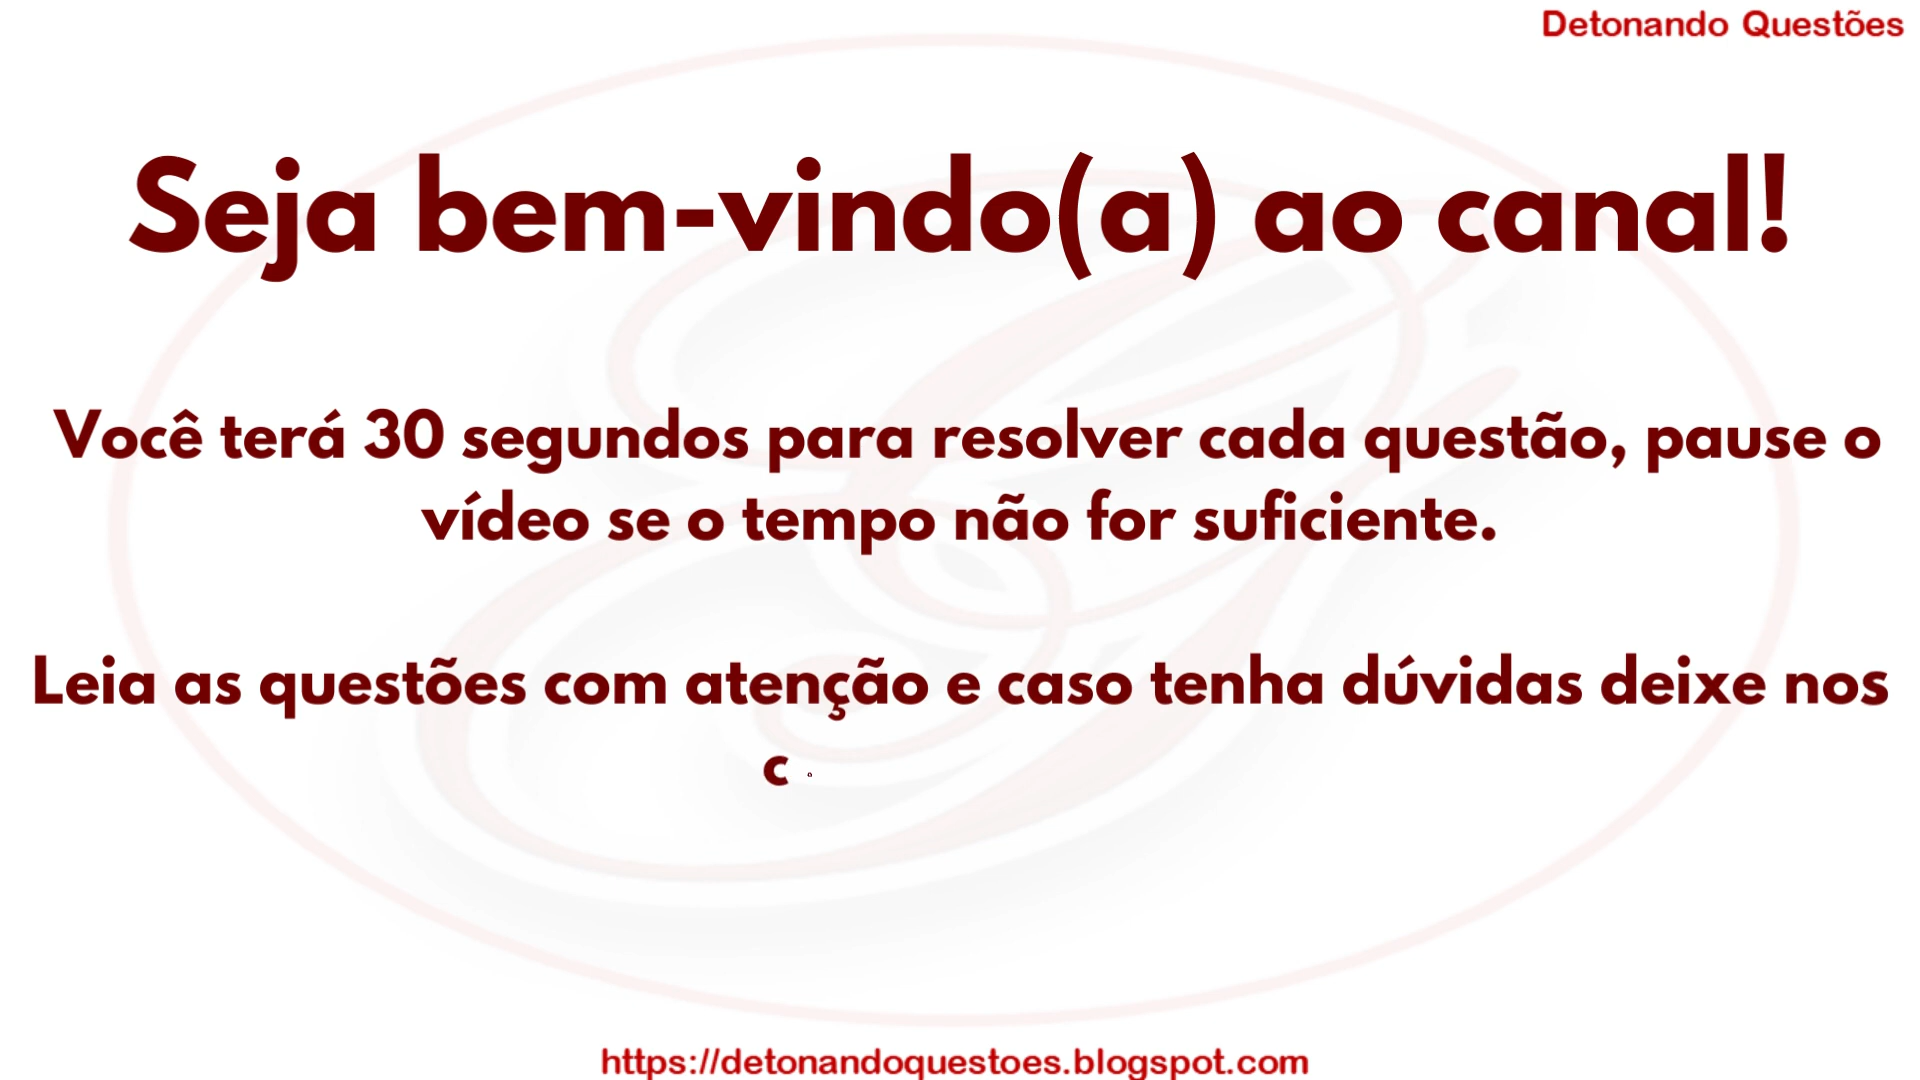 Detonando Questões
Seja bem-vindo(a) ao canal!
Você terá 30 segundos para resolver cada questão, pause o
vídeo se o tempo não for suficiente.
Leia as questões com atenção e caso tenha dúvidas deixe nos
c o
https://detonandoquestoes.blogspot.com